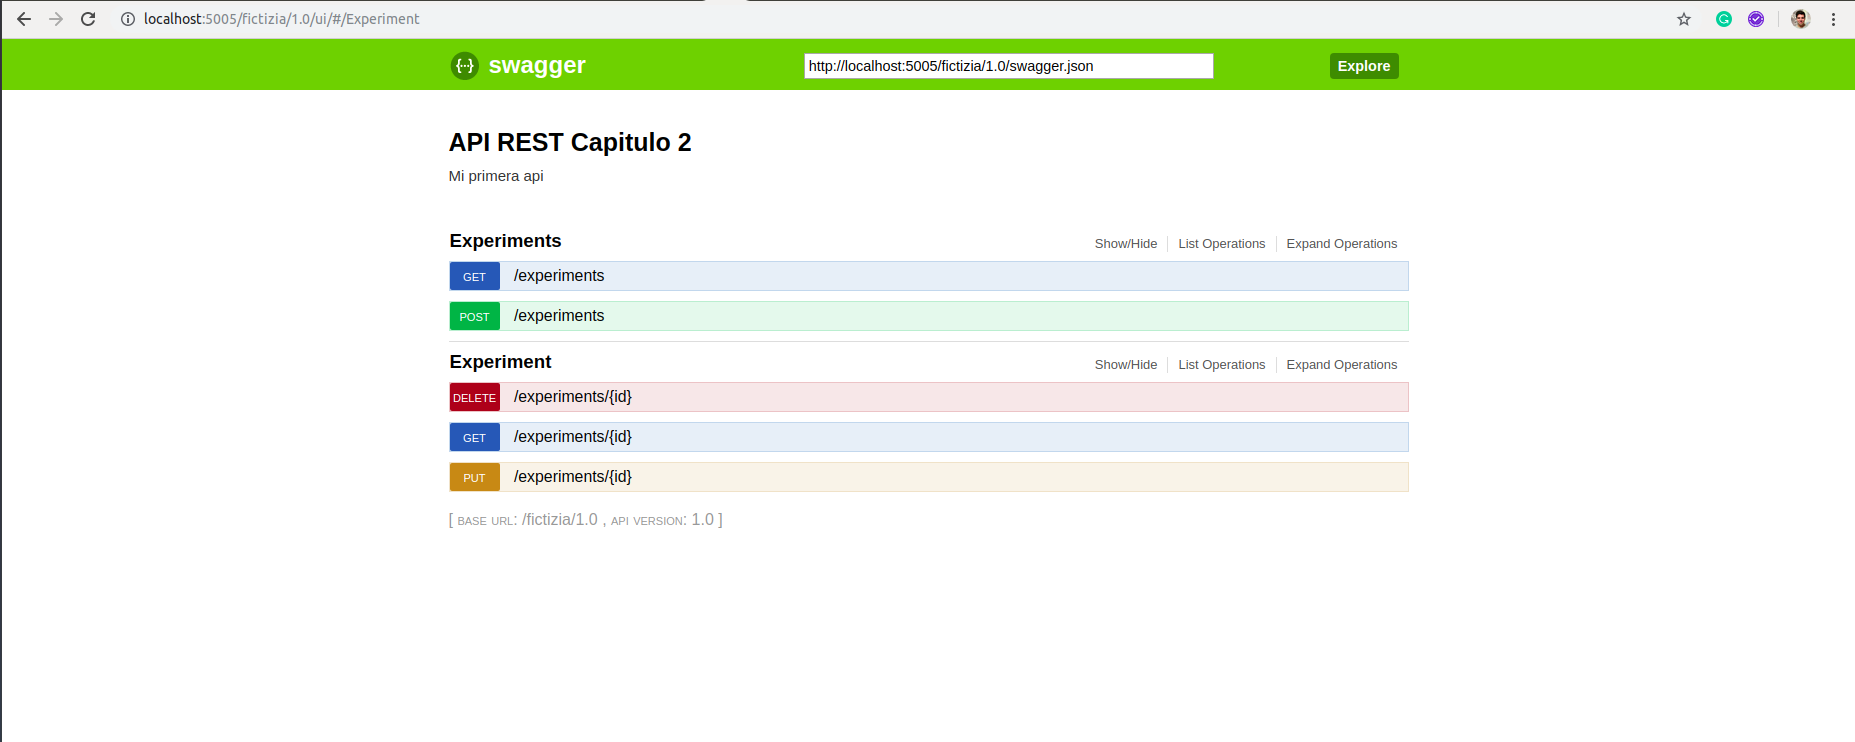 localhost:5005/fictizia/1.0/ui/#/Experiment
{···} swagger http://localhost:5005/fictizia/1.0/swagger.json Explore
API REST Capitulo 2
Mi primera api
Experiments Show/Hide List Operations Expand Operations
GET /experiments
POST /experiments
Experiment Show/Hide List Operations Expand Operations
DELETE /experiments/{id}
GET /experiments/{id}
PUT /experiments/{id}
[ BASE URL: /fictizia/1.0 , API VERSION: 1.0 ]